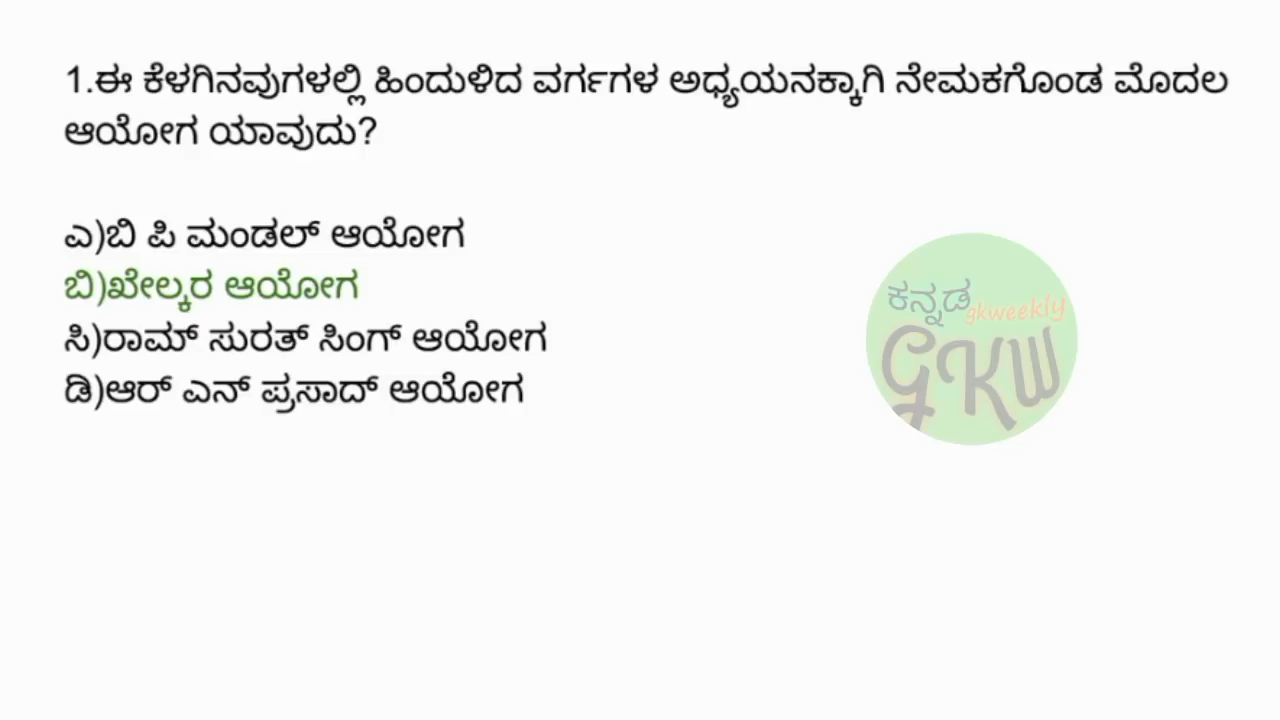 1.ಈ ಕೆಳಗಿನವುಗಳಲ್ಲಿ ಹಿಂದುಳಿದ ವರ್ಗಗಳ ಅಧ್ಯಯನಕ್ಕಾಗಿ ನೇಮಕಗೊಂಡ ಮೊದಲ
ಆಯೋಗ ಯಾವುದು?
ಎ)ಬಿ ಪಿ ಮಂಡಲ್ ಆಯೋಗ
ಬಿ)ಖೇಲ್ಕರ ಆಯೋಗ
ಸಿ)ರಾಮ್ ಸುರತ್ ಸಿಂಗ್ ಆಯೋಗ
ಡಿ)ಆರ್ ಎನ್ ಪ್ರಸಾದ್ ಆಯೋಗ
ಕನ್ನಡ gkweekly
GKW